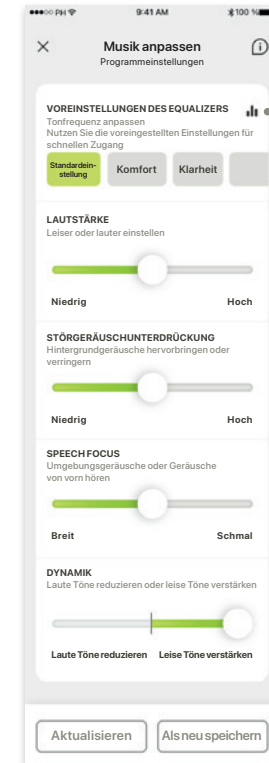 PH 9:41 AM 100 %
Musik anpassen
Programmeinstellungen
VOREINSTELLUNGEN DES EQUALIZERS
Tonfrequenz anpassen
Nutzen Sie die voreingestellten Einstellungen für
schnellen Zugang
Standardein-
stellung
Komfort Klarheit
LAUTSTÄRKE
Leiser oder lauter einstellen
Niedrig Hoch
STÖRGERÄUSCHUNTERDRÜCKUNG
Hintergrundgeräusche hervorbringen oder
verringern
Niedrig Hoch
SPEECH FOCUS
Umgebungsgeräusche oder Geräusche
von vorn hören
Breit Schmal
DYNAMIK
Laute Töne reduzieren oder leise Töne verstärken
Laute Töne reduzieren Leise Töne verstärken
Aktualisieren Als neu speichern